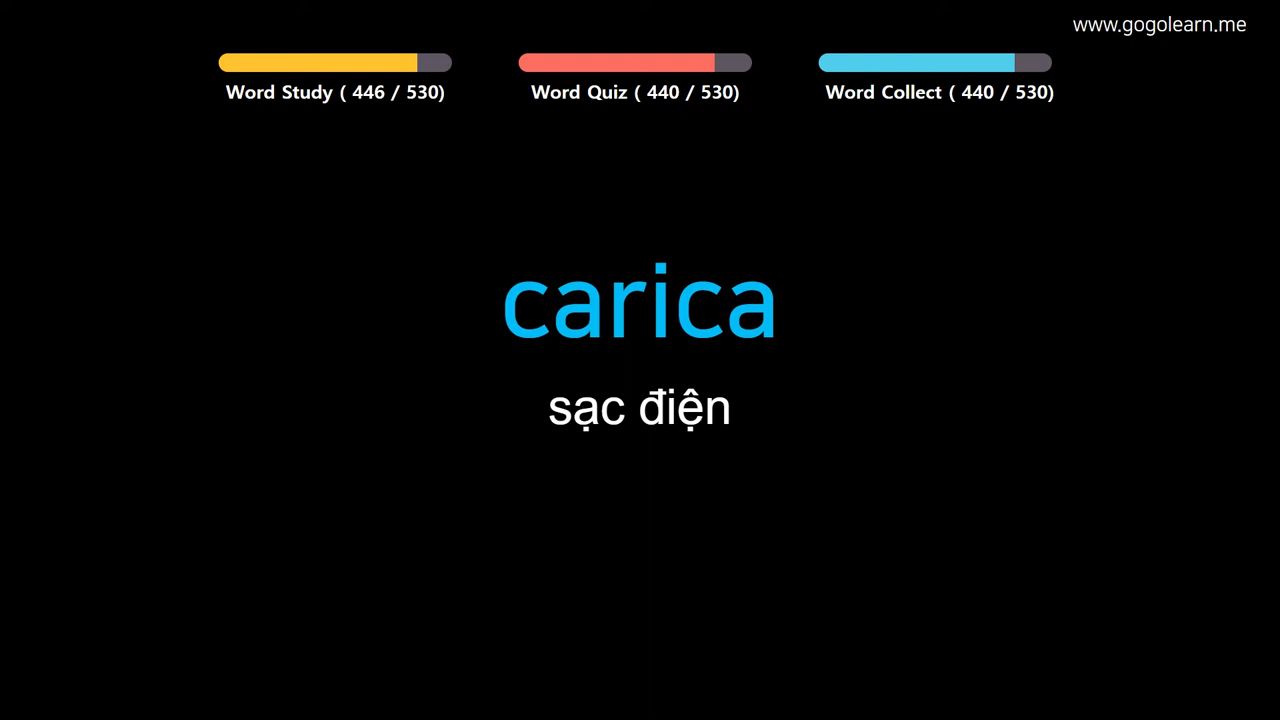 www.gogolearn.me
Word Study ( 446 / 530)
Word Quiz ( 440 / 530)
Word Collect ( 440 / 530)
carica
sạc điện